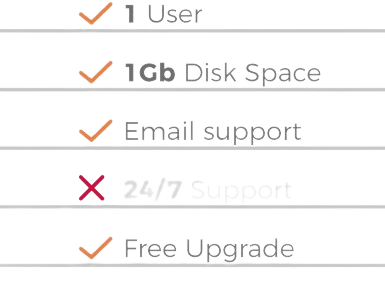 1 User
1Gb Disk Space
Email support
24/7 Support
Free Upgrade